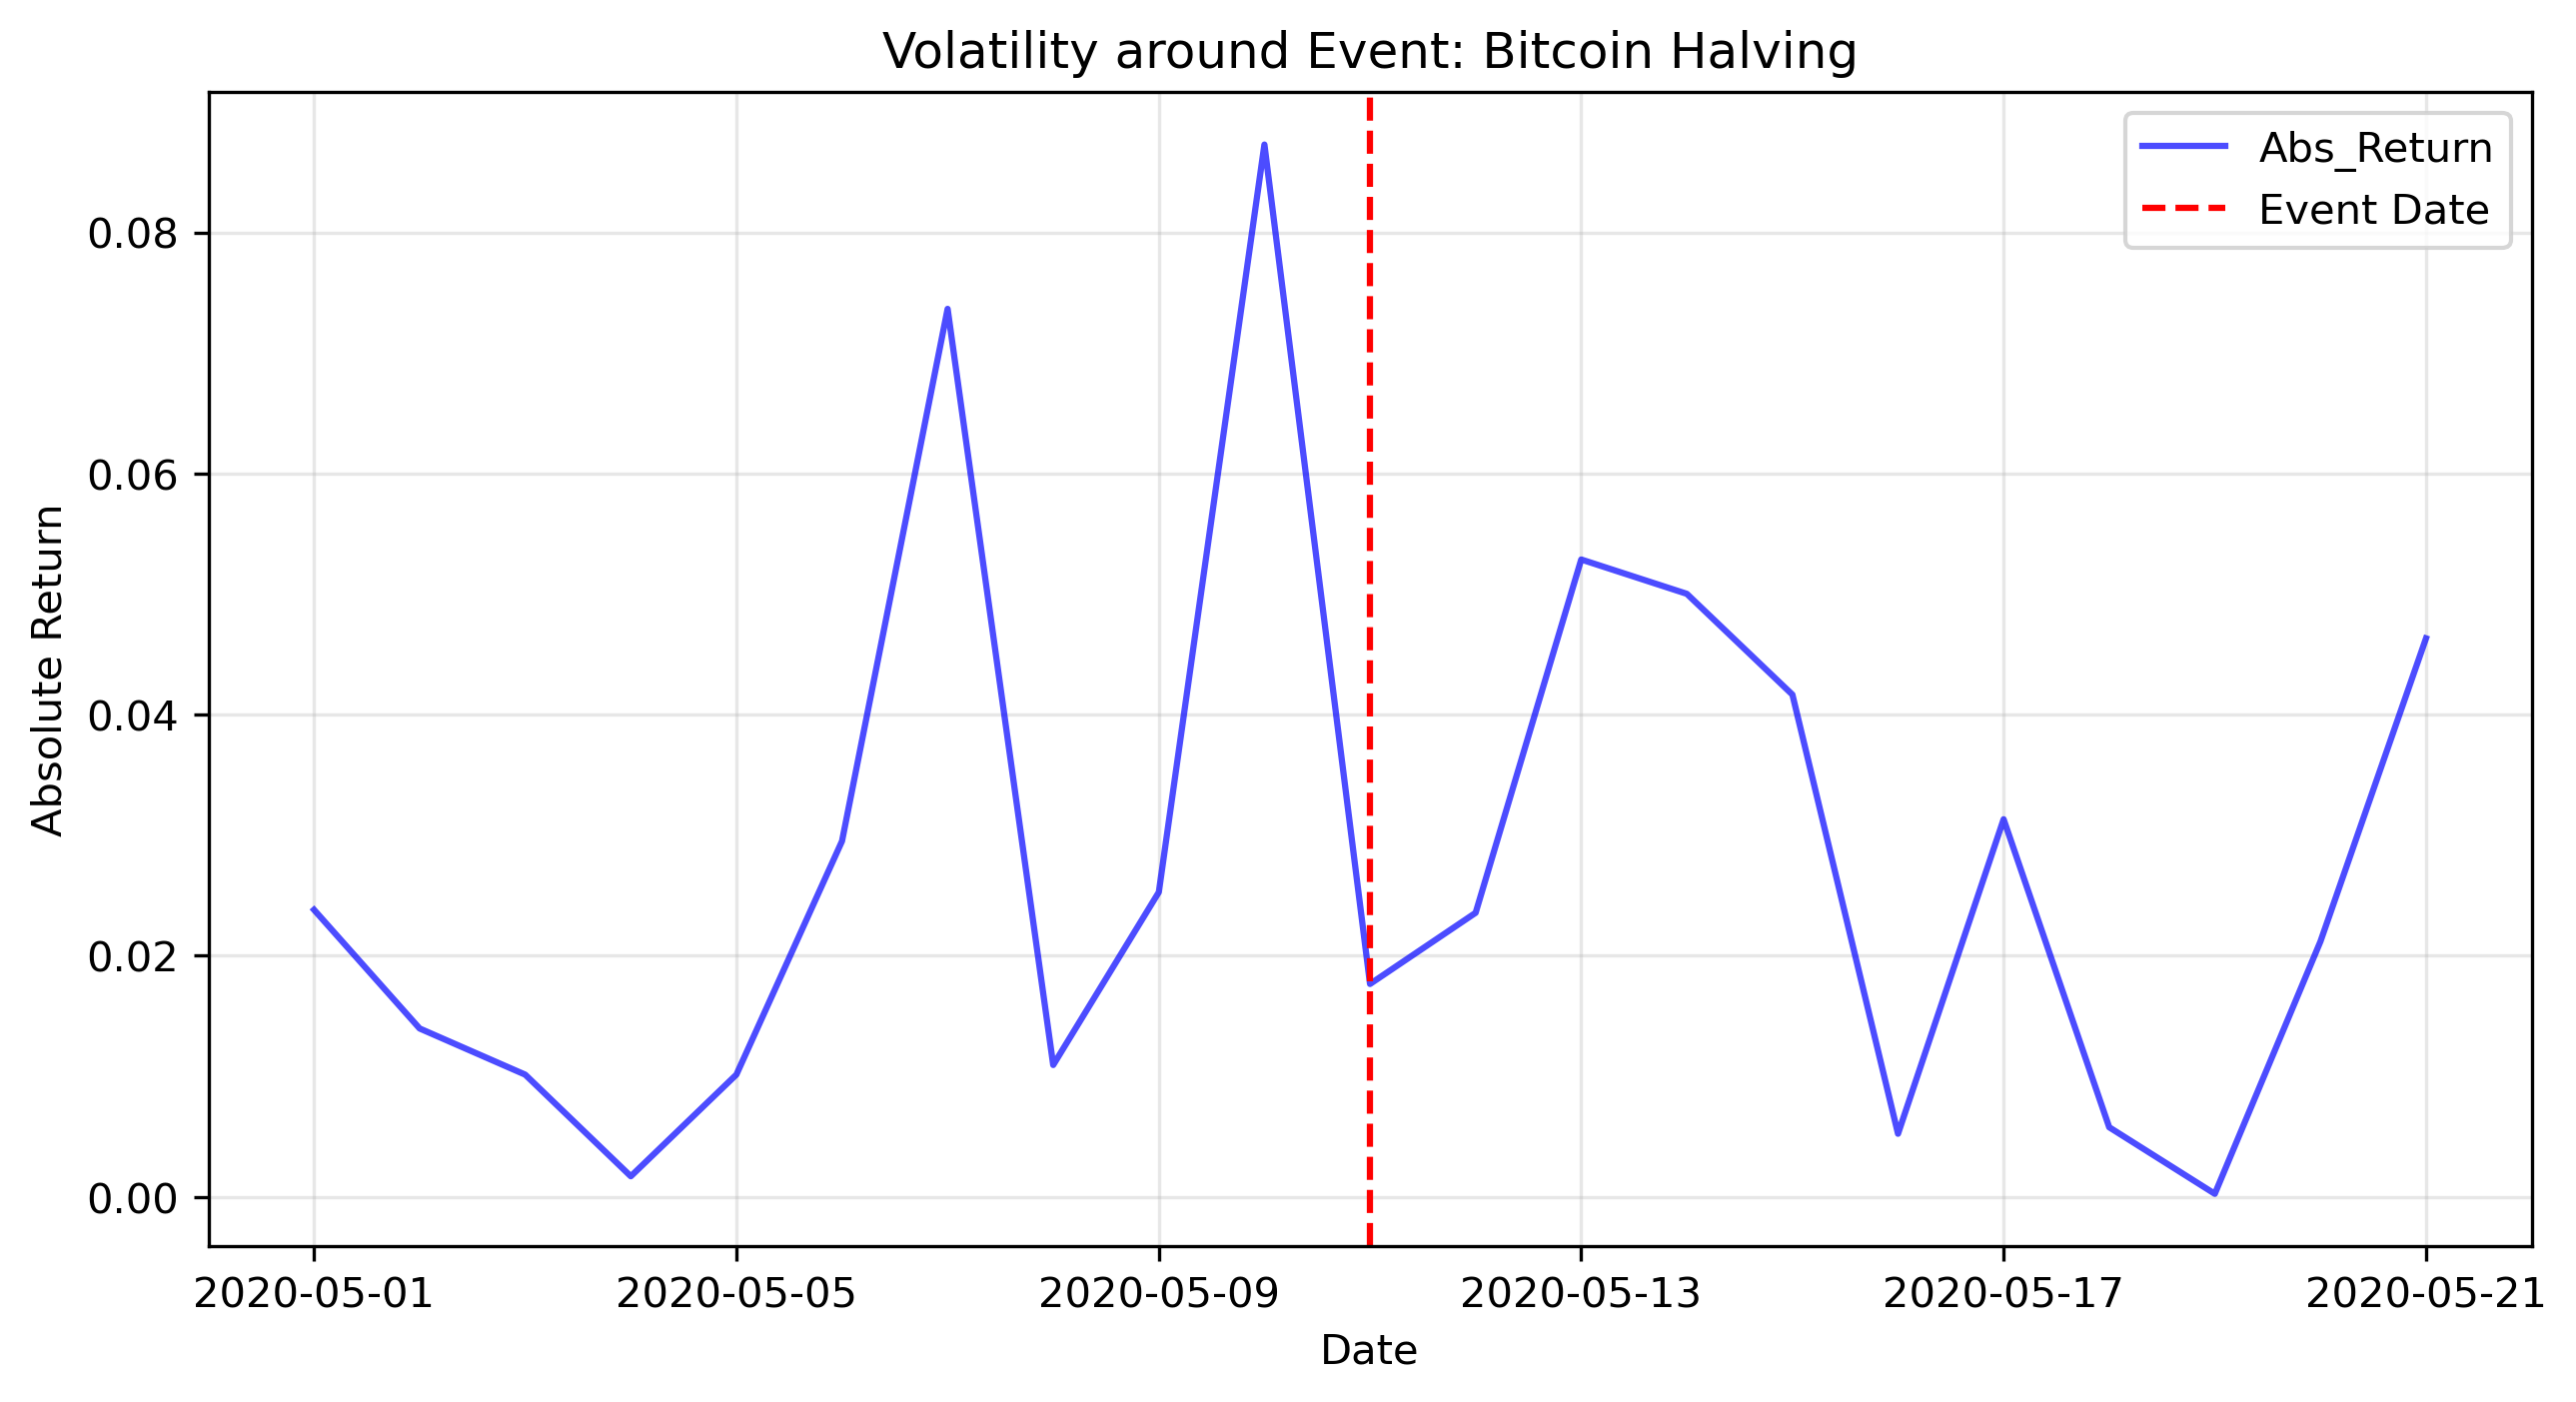 Volatility around Event: Bitcoin Halving
Abs_Return
Event Date
Absolute Return
0.08
0.06
0.04
0.02
0.00
2020-05-01 2020-05-05 2020-05-09 2020-05-13 2020-05-17 2020-05-21
Date